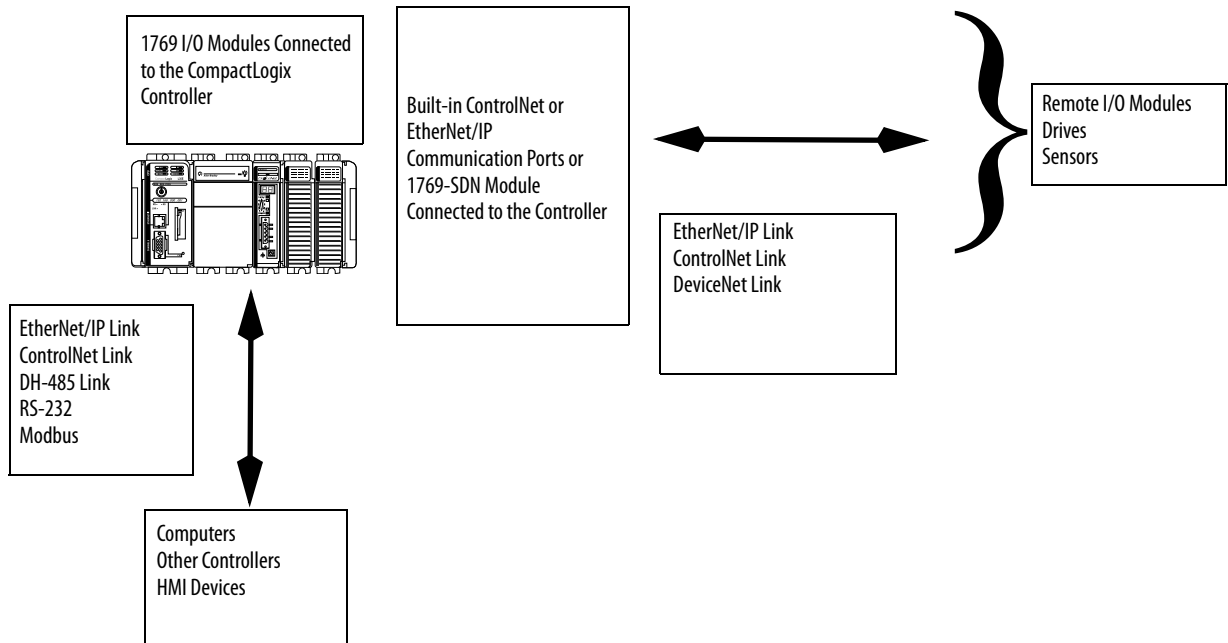 1769 I/O Modules Connected
to the CompactLogix
Controller
Built-in ControlNet or
EtherNet/IP
Communication Ports or
1769-SDN Module
Connected to the Controller
Remote I/O Modules
Drives
Sensors
EtherNet/IP Link
ControlNet Link
DeviceNet Link
EtherNet/IP Link
ControlNet Link
DH-485 Link
RS-232
Modbus
Computers
Other Controllers
HMI Devices